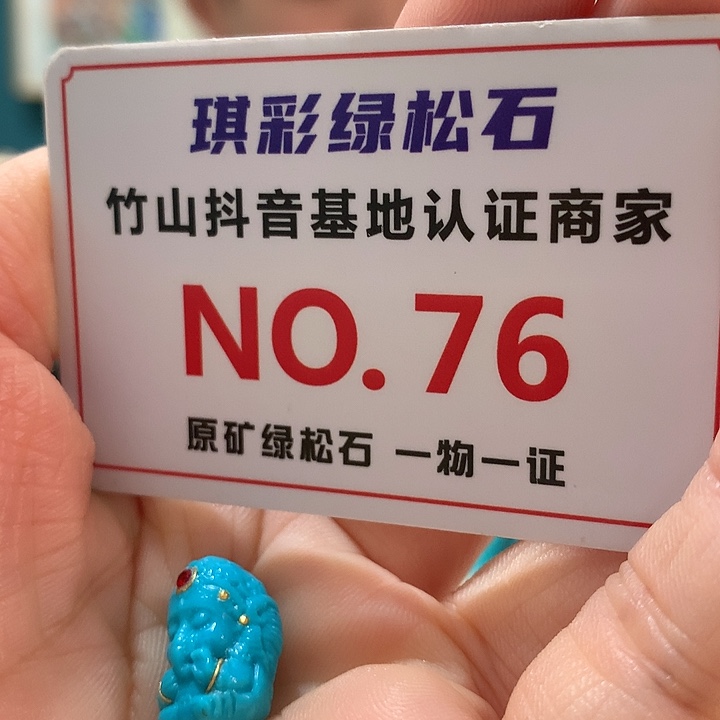 琪彩绿松石
竹山抖音基地认证商家
NO.76
原矿绿松石 一物一证